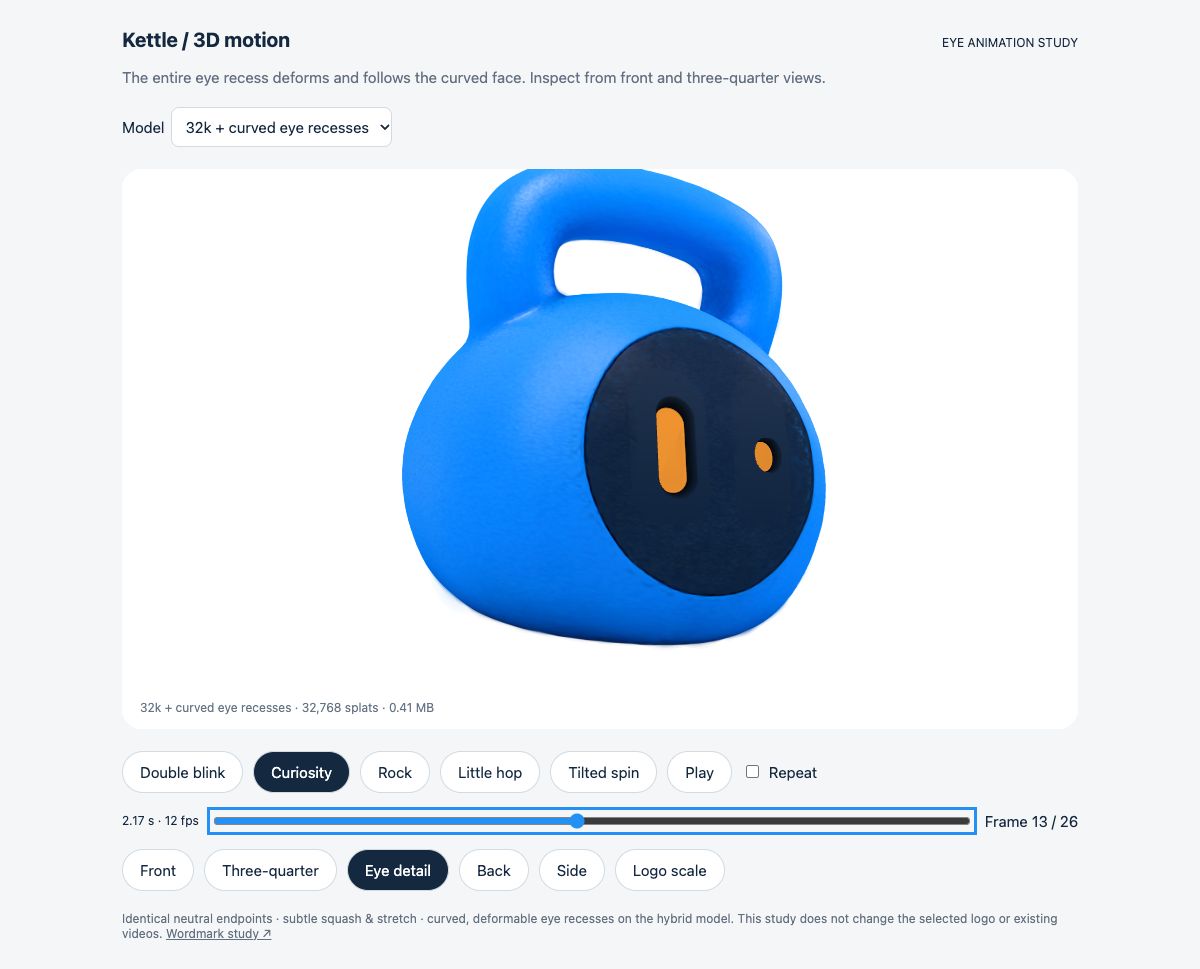 Kettle / 3D motion
EYE ANIMATION STUDY
The entire eye recess deforms and follows the curved face. Inspect from front and three-quarter views.
Model 32k + curved eye recesses
32k + curved eye recesses · 32,768 splats · 0.41 MB
Double blink Curiosity Rock Little hop Tilted spin Play Repeat
2.17 s · 12 fps Frame 13 / 26
Front Three-quarter Eye detail Back Side Logo scale
Identical neutral endpoints · subtle squash & stretch · curved, deformable eye recesses on the hybrid model. This study does not change the selected logo or existing
videos. Wordmark study ↗